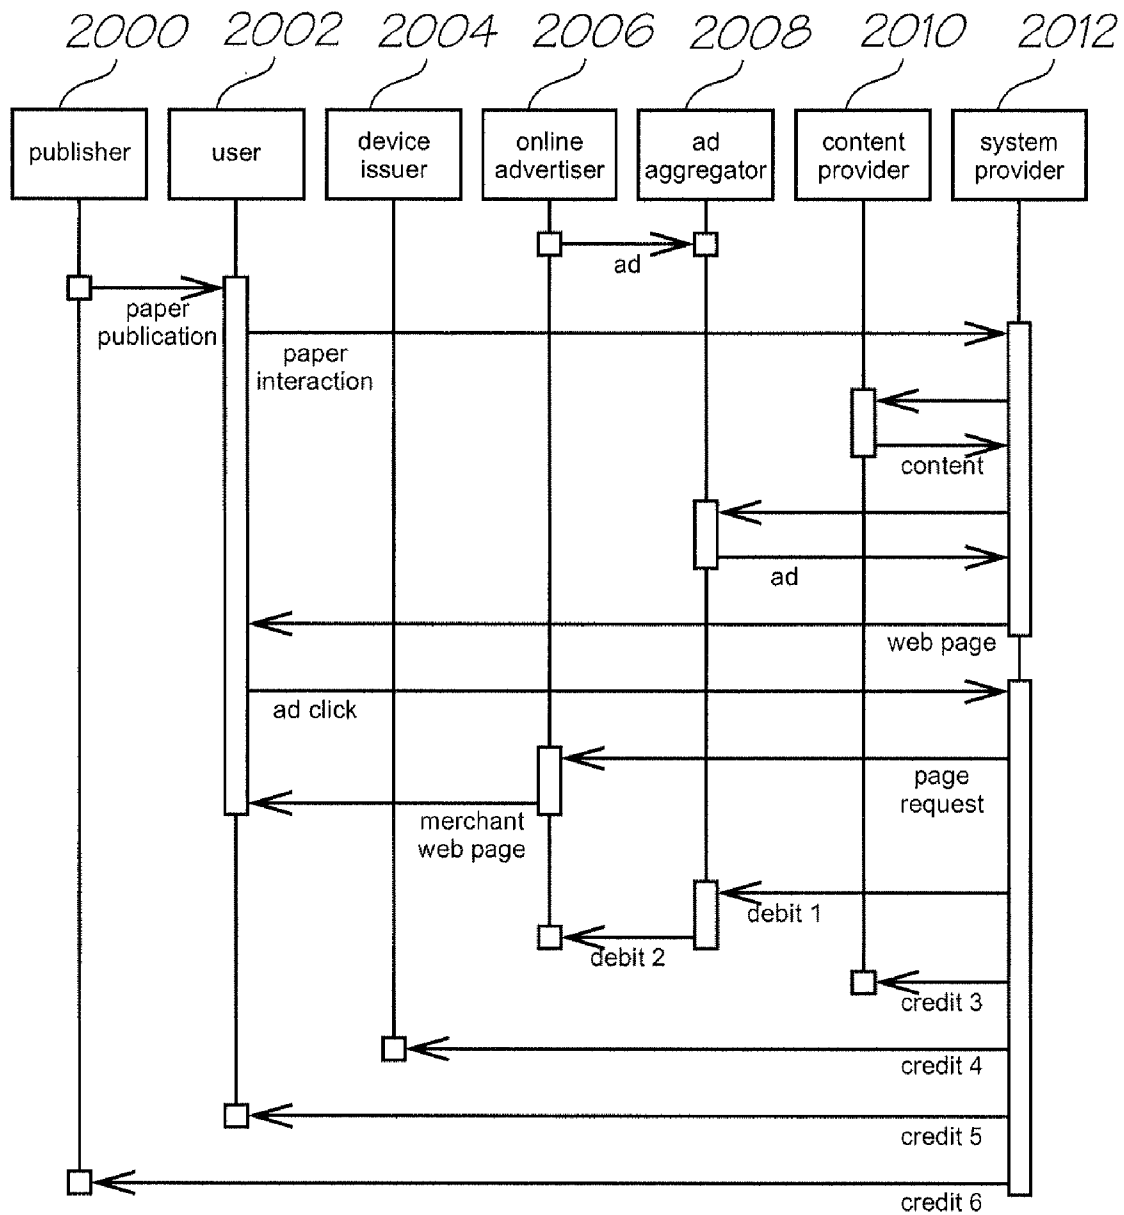 2000 2002 2004 2006 2008 2010 2012
publisher
user
device
issuer
online
advertiser
ad
aggregator
content
provider
system
provider
ad
paper
publication
paper
interaction
content
ad
web page
ad click
page
request
merchant
web page
debit 1
debit 2
credit 3
credit 4
credit 5
credit 6